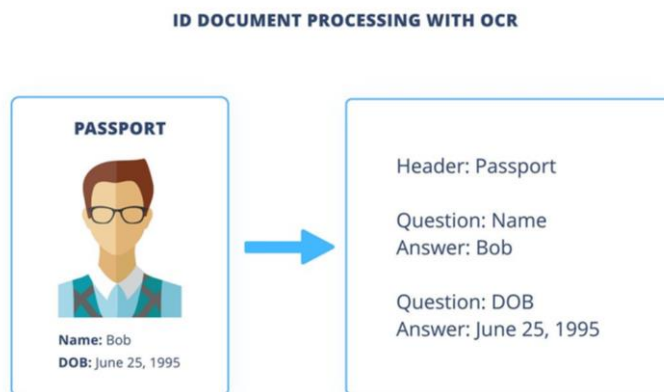 ID DOCUMENT PROCESSING WITH OCR
PASSPORT
Name: Bob
DOB: June 25, 1995
Header: Passport
Question: Name
Answer: Bob
Question: DOB
Answer: June 25, 1995